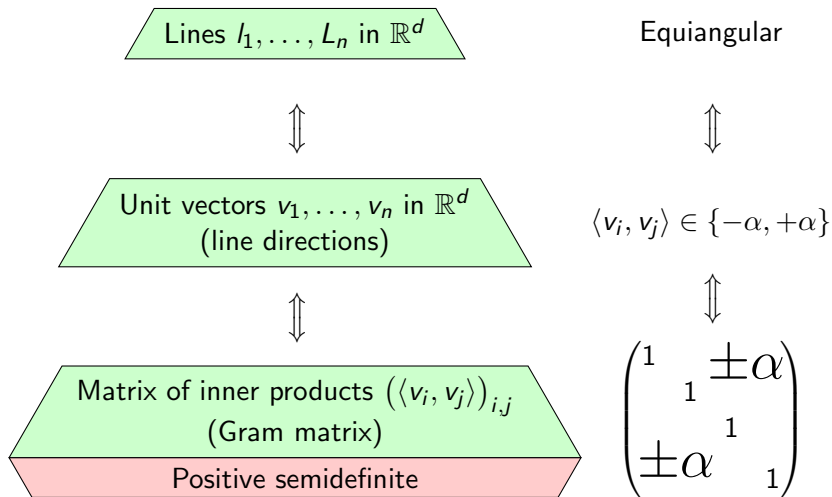 Lines l₁, . . . , Lₙ in ℝᵈ
Equiangular
⇕
⇕
Unit vectors v₁, . . . , vₙ in ℝᵈ
(line directions)
⟨vᵢ, vⱼ⟩ ∈ {−α, +α}
⇕
⇕
Matrix of inner products (⟨vᵢ, vⱼ⟩)ᵢ,ⱼ
(Gram matrix)
Positive semidefinite
1 ±α
1
1
±α
1